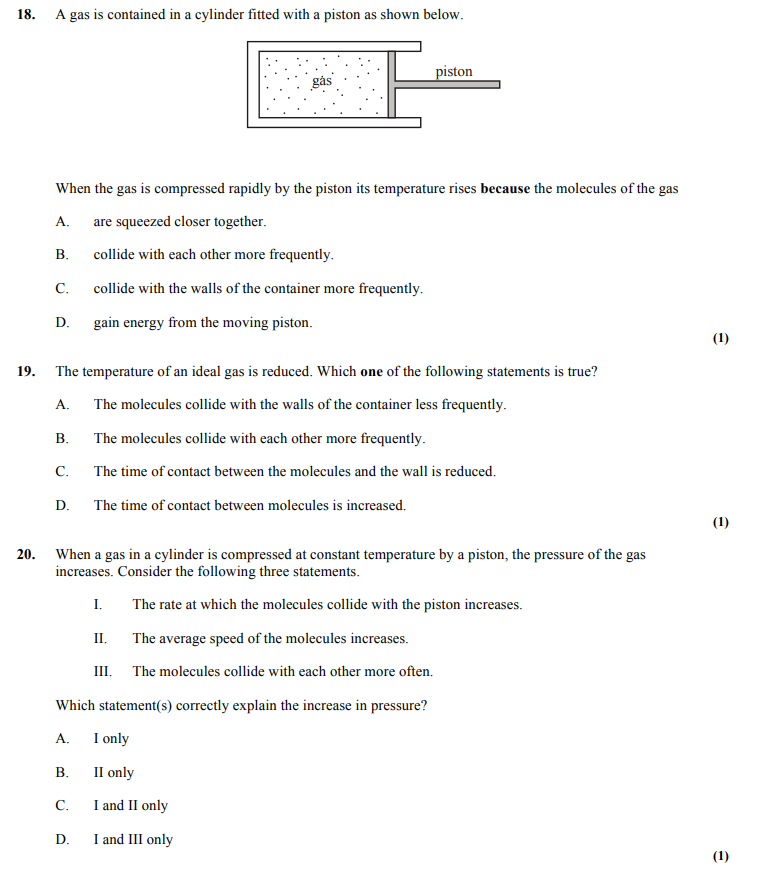 18. A gas is contained in a cylinder fitted with a piston as shown below.
gas
piston
When the gas is compressed rapidly by the piston its temperature rises because the molecules of the gas
A. are squeezed closer together.
B. collide with each other more frequently.
C. collide with the walls of the container more frequently.
D. gain energy from the moving piston.
(1)
19. The temperature of an ideal gas is reduced. Which one of the following statements is true?
A. The molecules collide with the walls of the container less frequently.
B. The molecules collide with each other more frequently.
C. The time of contact between the molecules and the wall is reduced.
D. The time of contact between molecules is increased.
(1)
20. When a gas in a cylinder is compressed at constant temperature by a piston, the pressure of the gas
increases. Consider the following three statements.
I. The rate at which the molecules collide with the piston increases.
II. The average speed of the molecules increases.
III. The molecules collide with each other more often.
Which statement(s) correctly explain the increase in pressure?
A. I only
B. II only
C. I and II only
D. I and III only
(1)